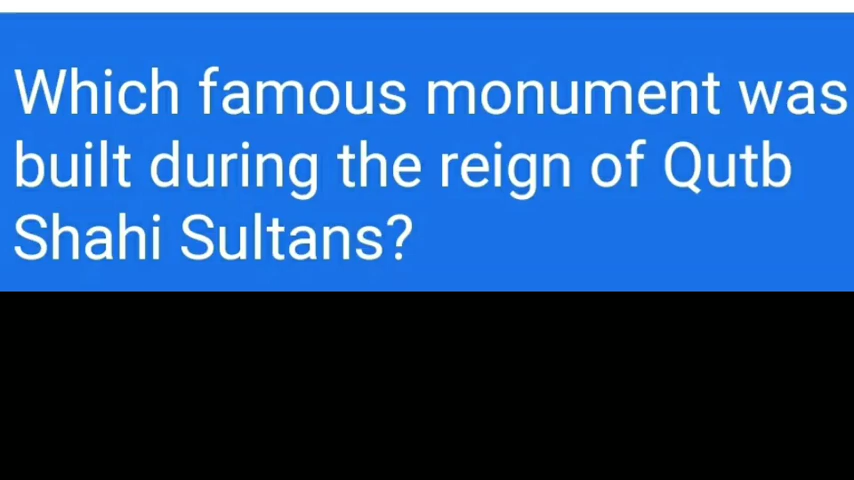 Which famous monument was
built during the reign of Qutb
Shahi Sultans?